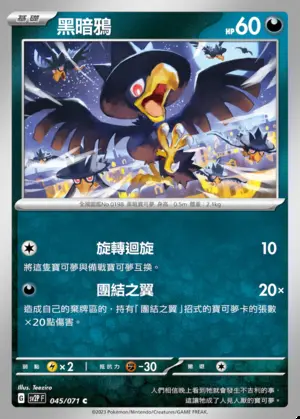 基礎
黑暗鴉
HP60
全國圖鑑No.0198 黑暗寶可夢 身高:0.5m 體重:2.1kg
旋轉迴旋
10
將這隻寶可夢與備戰寶可夢互換。
團結之翼
20×
造成自己的棄牌區的,持有「團結之翼」招式的寶可夢卡的張數
×20點傷害。
弱點 ×2 抵抗力 -30 撤退
Illus. Teeziro
G SV2P F 045/071 C
人們相信晚上看到牠就會發生不吉利的事,
這讓牠成了人見人厭的寶可夢。
©2023 Pokémon/Nintendo/Creatures/GAME FREAK.